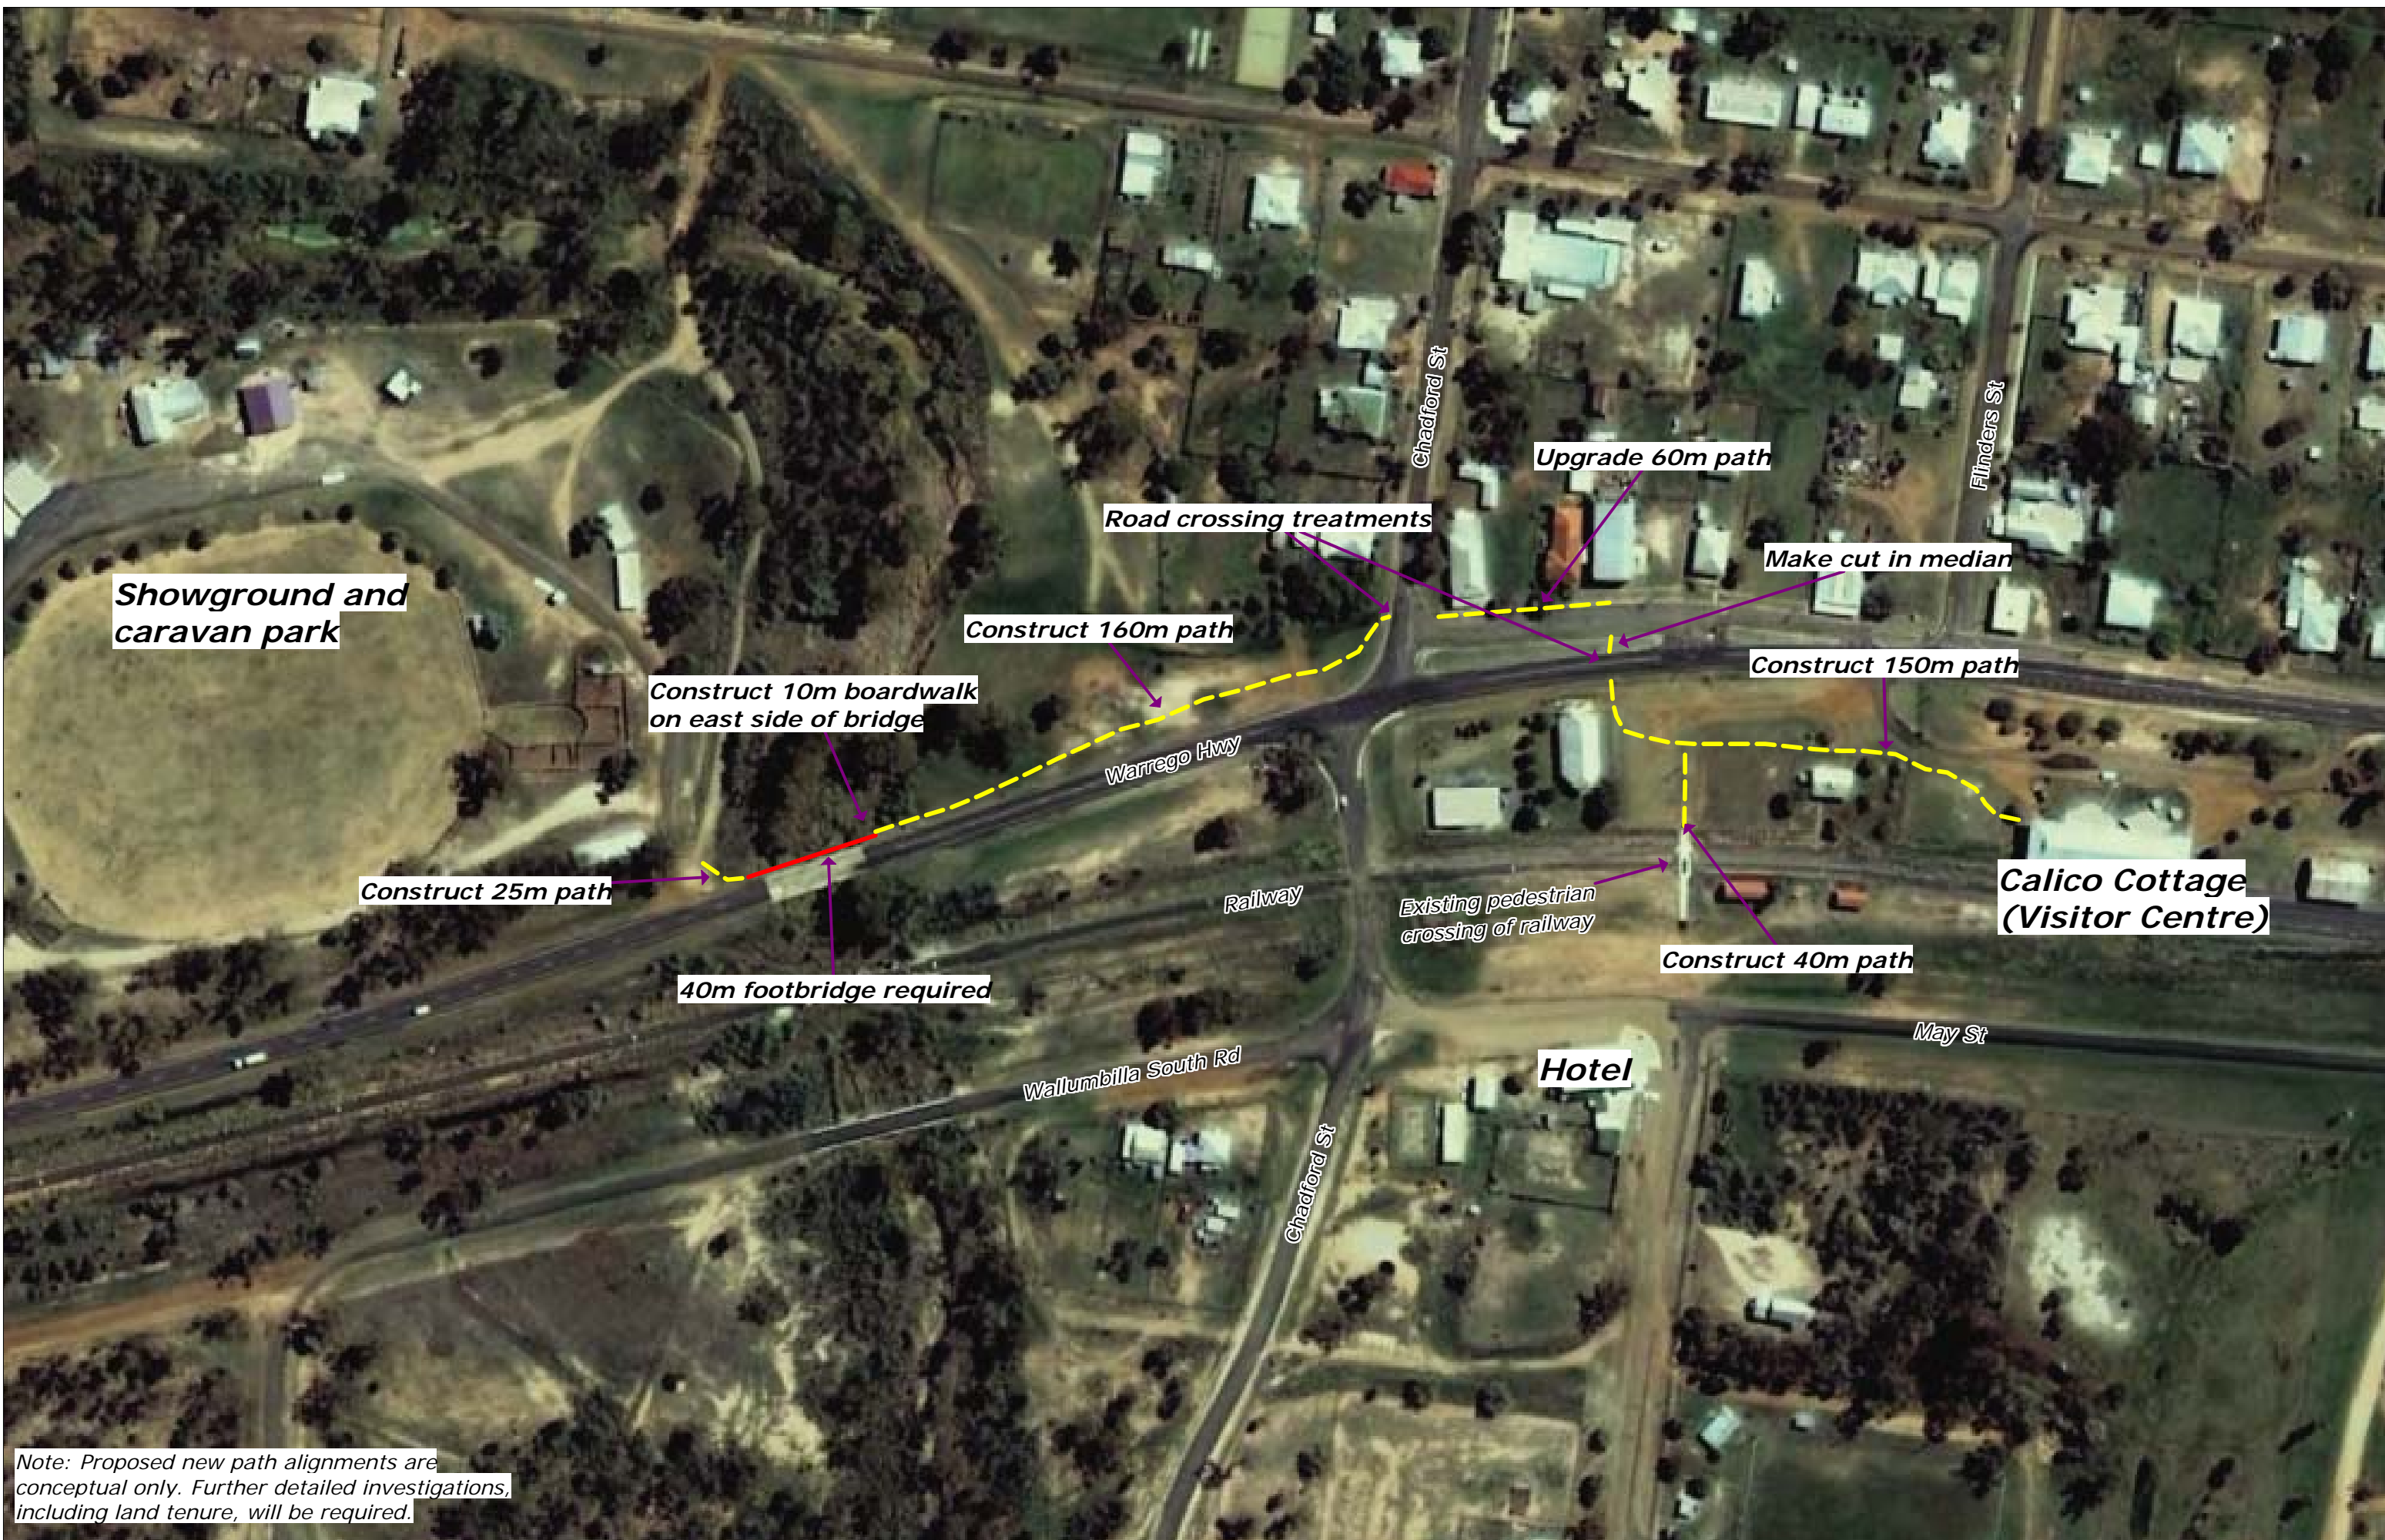 Chadford St
Flinders St
Upgrade 60m path
Road crossing treatments
Make cut in median
Showground and
caravan park
Construct 160m path
Construct 150m path
Construct 10m boardwalk
on east side of bridge
Warrego Hwy
Construct 25m path
Railway
Existing pedestrian
crossing of railway
Calico Cottage
(Visitor Centre)
Construct 40m path
40m footbridge required
May St
Wallumbilla South Rd
Hotel
Chadford St
Note: Proposed new path alignments are
conceptual only. Further detailed investigations,
including land tenure, will be required.